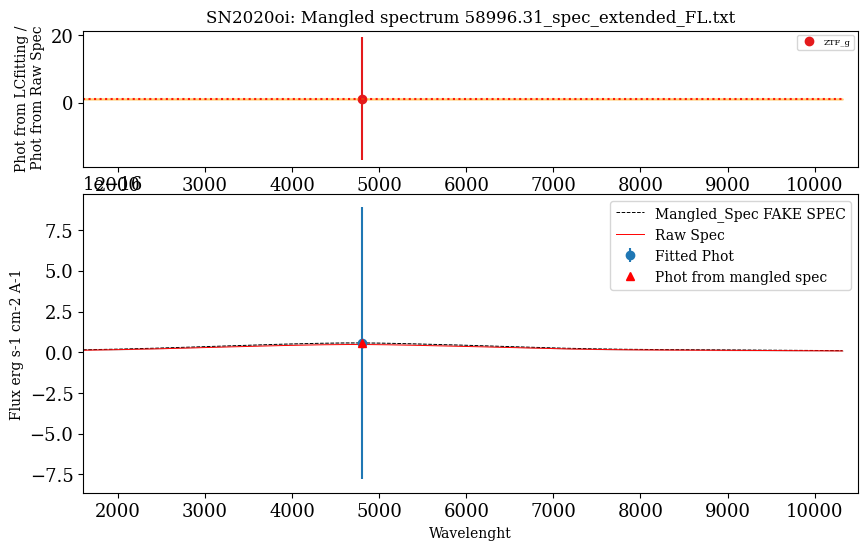 SN2020oi: Mangled spectrum 58996.31_spec_extended_FL.txt
Phot from LCfitting /
Phot from Raw Spec
20
0
ZTF_g
2000 3000 4000 5000 6000 7000 8000 9000 10000
1e−16
Flux erg s-1 cm-2 A-1
7.5
5.0
2.5
0.0
−2.5
−5.0
−7.5
Mangled_Spec FAKE SPEC
Raw Spec
Fitted Phot
Phot from mangled spec
2000 3000 4000 5000 6000 7000 8000 9000 10000
Wavelenght